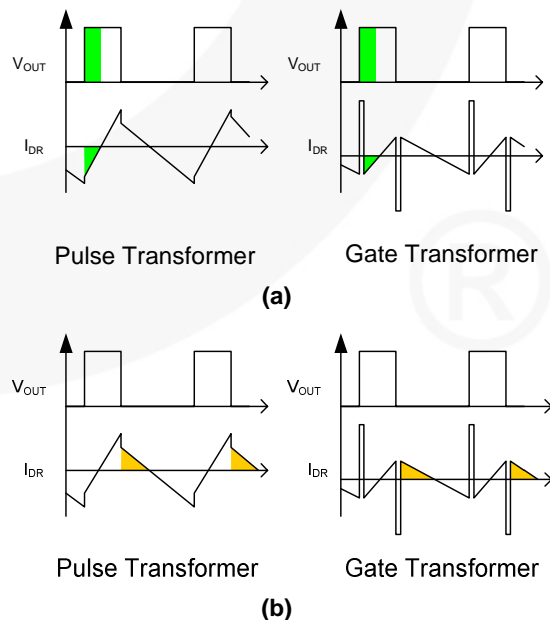 VOUT
VOUT
IDR
IDR
Pulse Transformer
Gate Transformer
(a)
®
VOUT
VOUT
IDR
IDR
Pulse Transformer
Gate Transformer
(b)